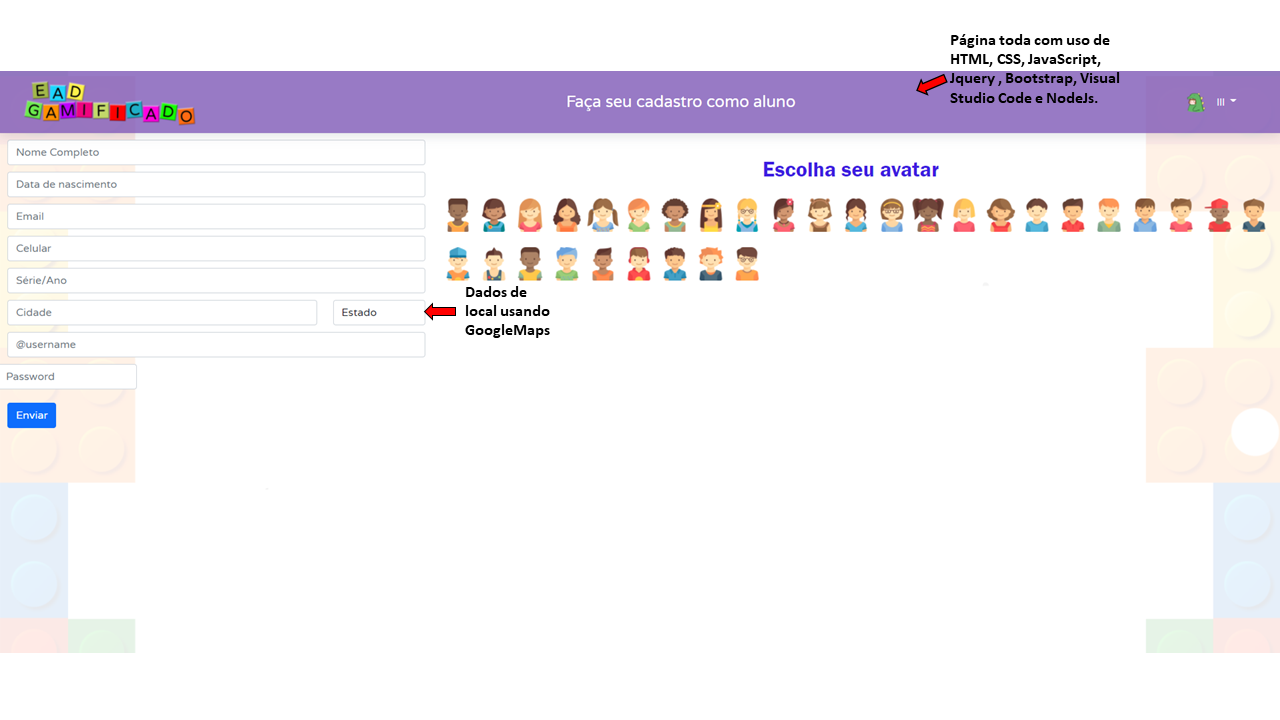 Página toda com uso de
HTML, CSS, JavaScript,
Jquery , Bootstrap, Visual
Studio Code e NodeJs.
EAD
GAMIFICADO
Faça seu cadastro como aluno
III
Nome Completo
Data de nascimento
Email
Celular
Série/Ano
Cidade
Estado
@username
Password
Enviar
Escolha seu avatar
Dados de
local usando
GoogleMaps